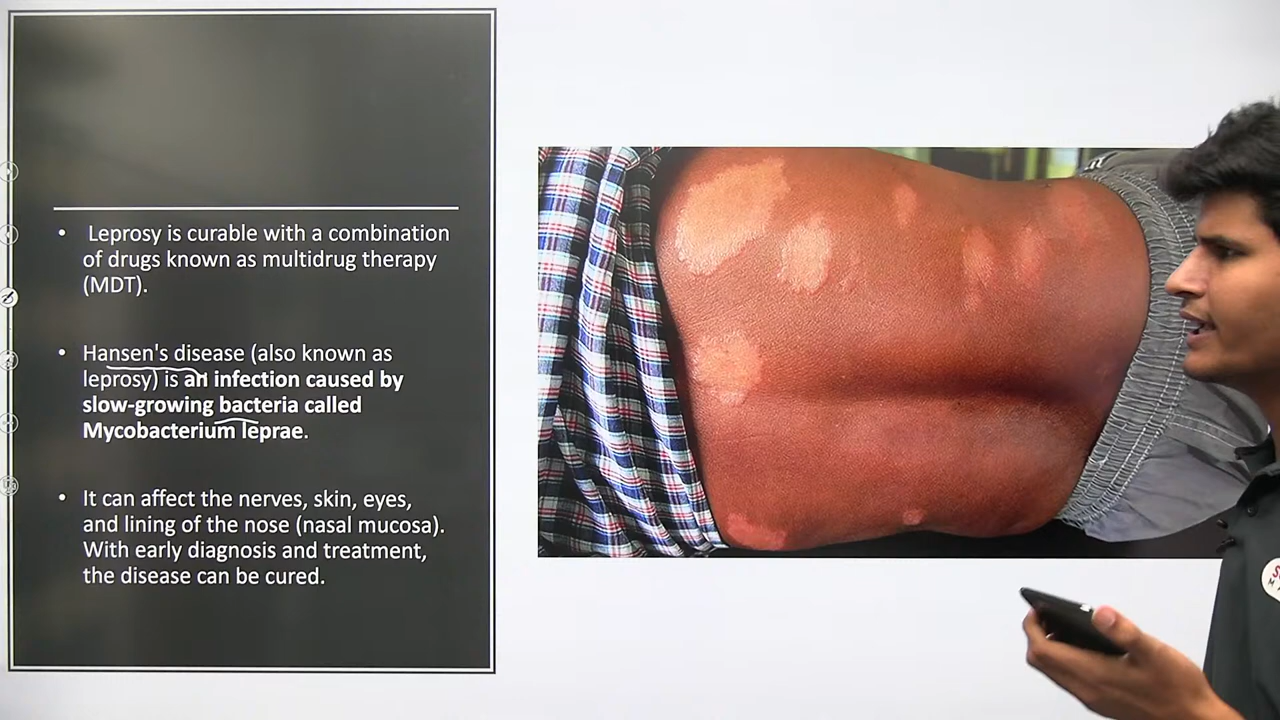 • Leprosy is curable with a combination
of drugs known as multidrug therapy
(MDT).
• Hansen's disease (also known as
leprosy) is an infection caused by
slow-growing bacteria called
Mycobacterium leprae.
• It can affect the nerves, skin, eyes,
and lining of the nose (nasal mucosa).
With early diagnosis and treatment,
the disease can be cured.